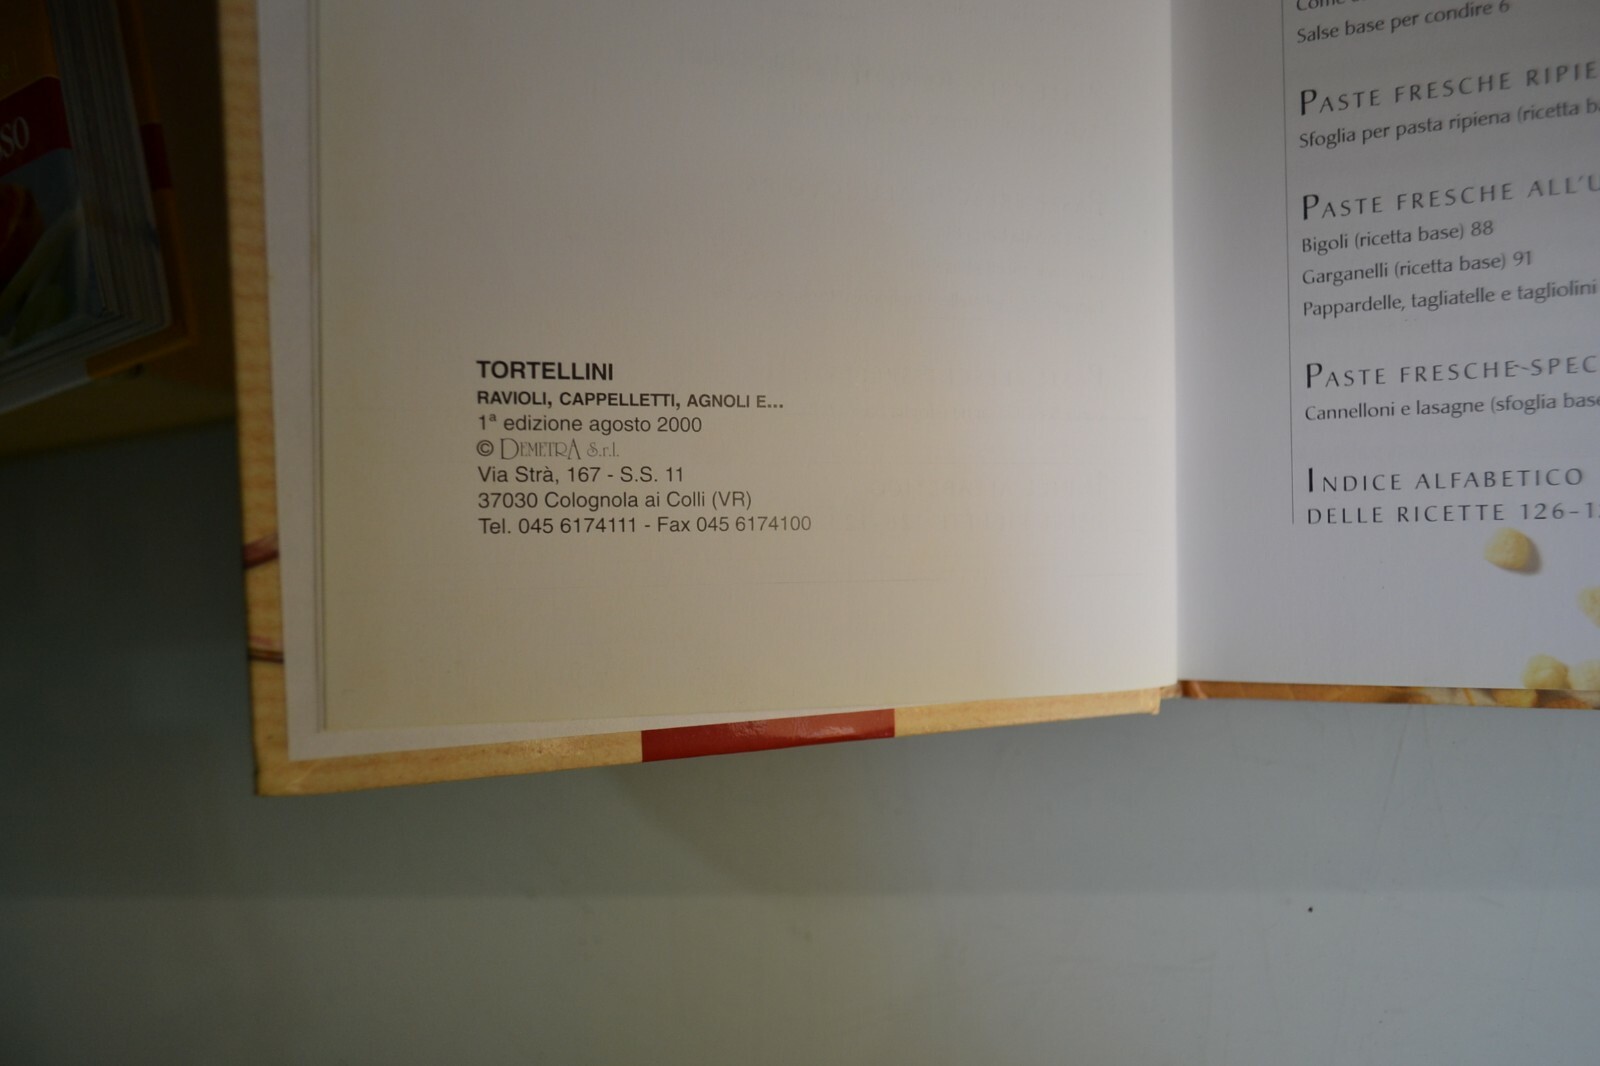 so
TORTELLINI
RAVIOLI, CAPPELLETTI, AGNOLI E...
1ª edizione agosto 2000
© DEMETRA S.r.l.
Via Strà, 167 - S.S. 11
37030 Colognola ai Colli (VR)
Tel. 045 6174111 - Fax 045 6174100
Salse base per condire 6
PASTE FRESCHE RIPIE
Sfoglia per pasta ripiena (ricetta b
PASTE FRESCHE ALL'U
Bigoli (ricetta base) 88
Garganelli (ricetta base) 91
Pappardelle, tagliatelle e tagliolini
PASTE FRESCHE-SPEC
Cannelloni e lasagne (sfoglia base
INDICE ALFABETICO
DELLE RICETTE 126-1